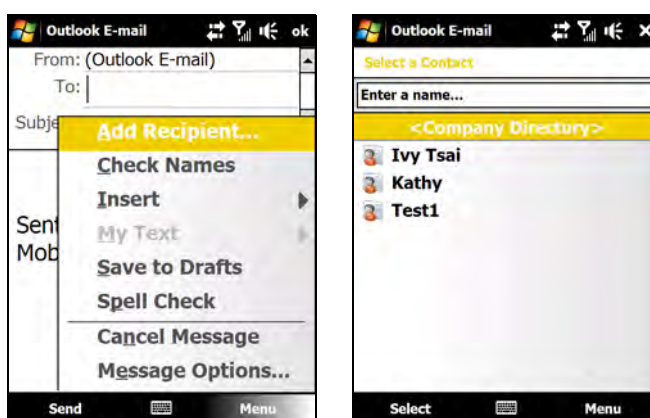 Outlook E-mail
ok
From: (Outlook E-mail)
To:
Subje
Add Recipient...
Check Names
Insert
My Text
Sent
Mob
Save to Drafts
Spell Check
Cancel Message
Message Options...
Send
Menu
Outlook E-mail
X
Select a Contact
Enter a name...
<Company Directory>
Ivy Tsai
Kathy
Test1
Select
Menu